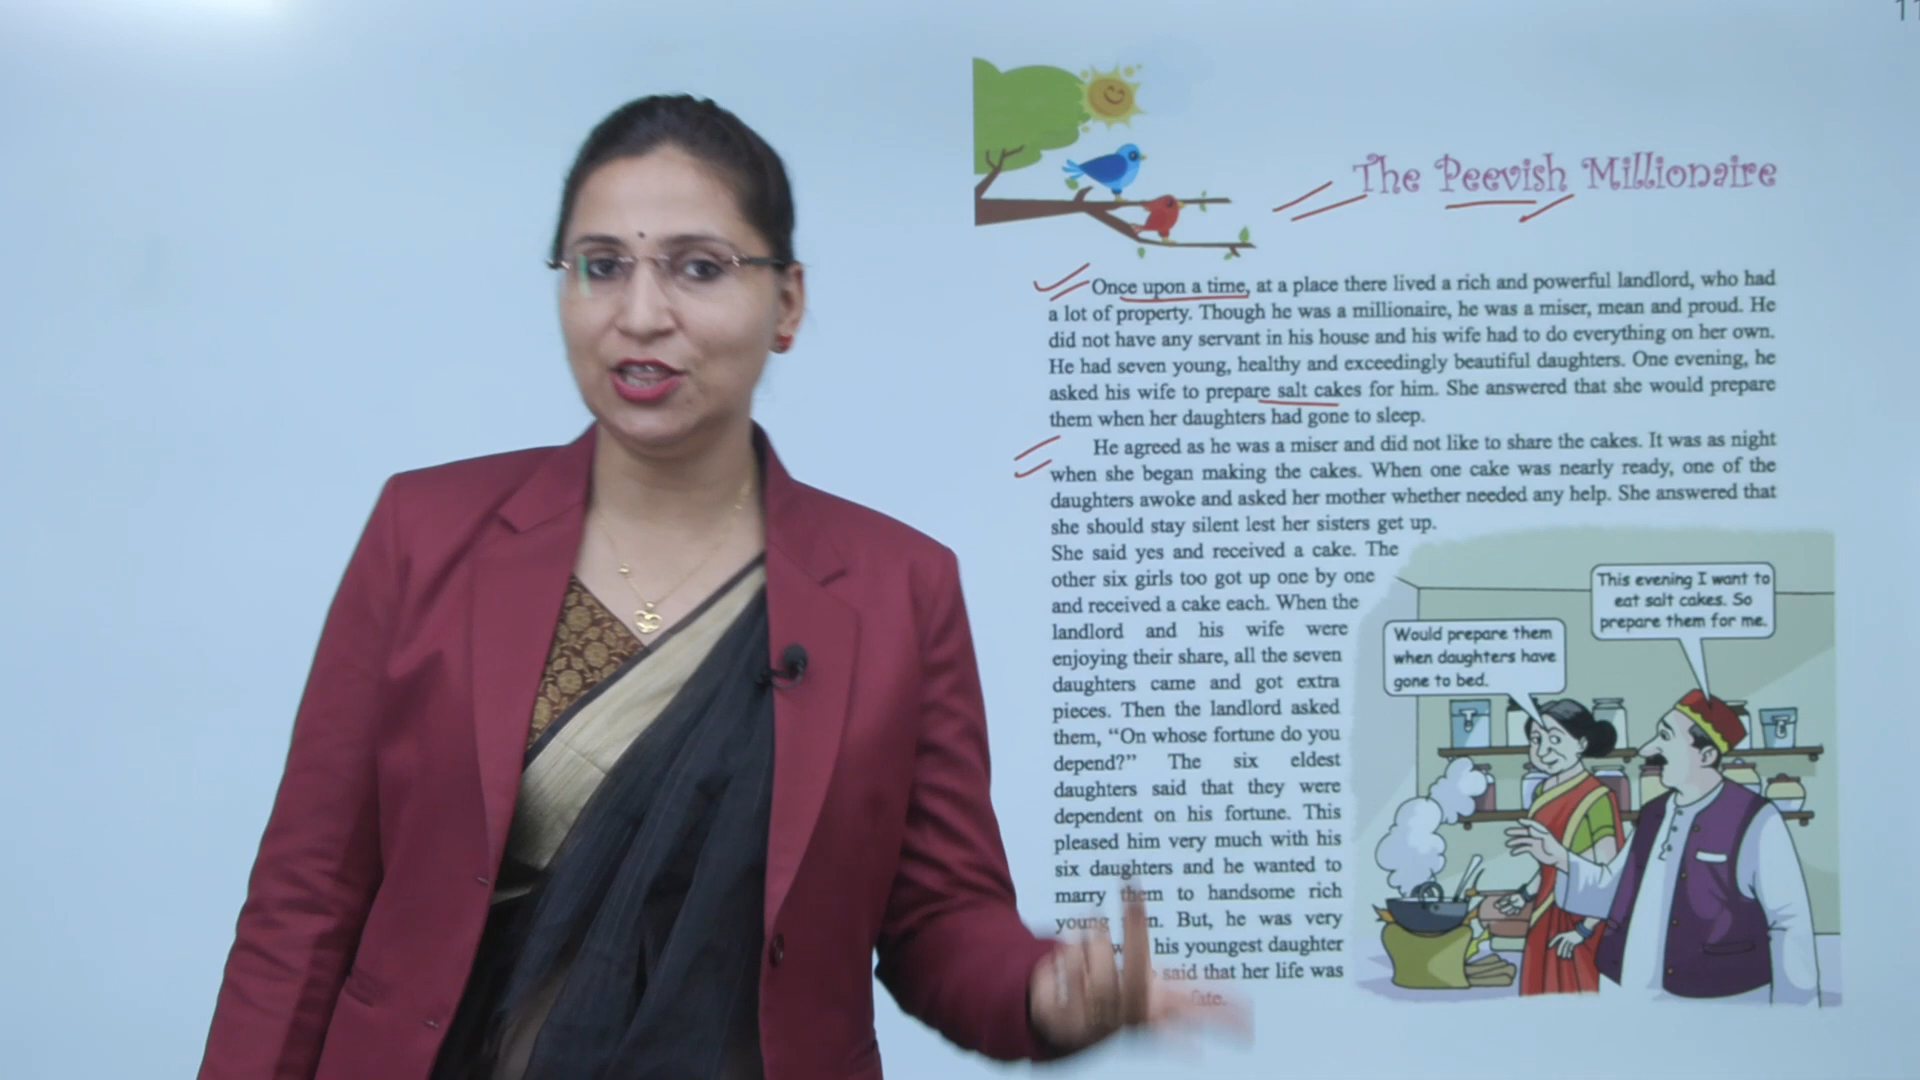 11
The Peevish Millionaire
Once upon a time, at a place there lived a rich and powerful landlord, who had
a lot of property. Though he was a millionaire, he was a miser, mean and proud. He
did not have any servant in his house and his wife had to do everything on her own.
He had seven young, healthy and exceedingly beautiful daughters. One evening, he
asked his wife to prepare salt cakes for him. She answered that she would prepare
them when her daughters had gone to sleep.
He agreed as he was a miser and did not like to share the cakes. It was as night
when she began making the cakes. When one cake was nearly ready, one of the
daughters awoke and asked her mother whether needed any help. She answered that
she should stay silent lest her sisters get up.
She said yes and received a cake. The
other six girls too got up one by one
and received a cake each. When the
landlord and his wife were
enjoying their share, all the seven
daughters came and got extra
pieces. Then the landlord asked
them, “On whose fortune do you
depend?” The six eldest
daughters said that they were
dependent on his fortune. This
pleased him very much with his
six daughters and he wanted to
marry them to handsome rich
young But, he was very
his youngest daughter
said that her life was
fate.
This evening I want to
eat salt cakes. So
prepare them for me.
Would prepare them
when daughters have
gone to bed.